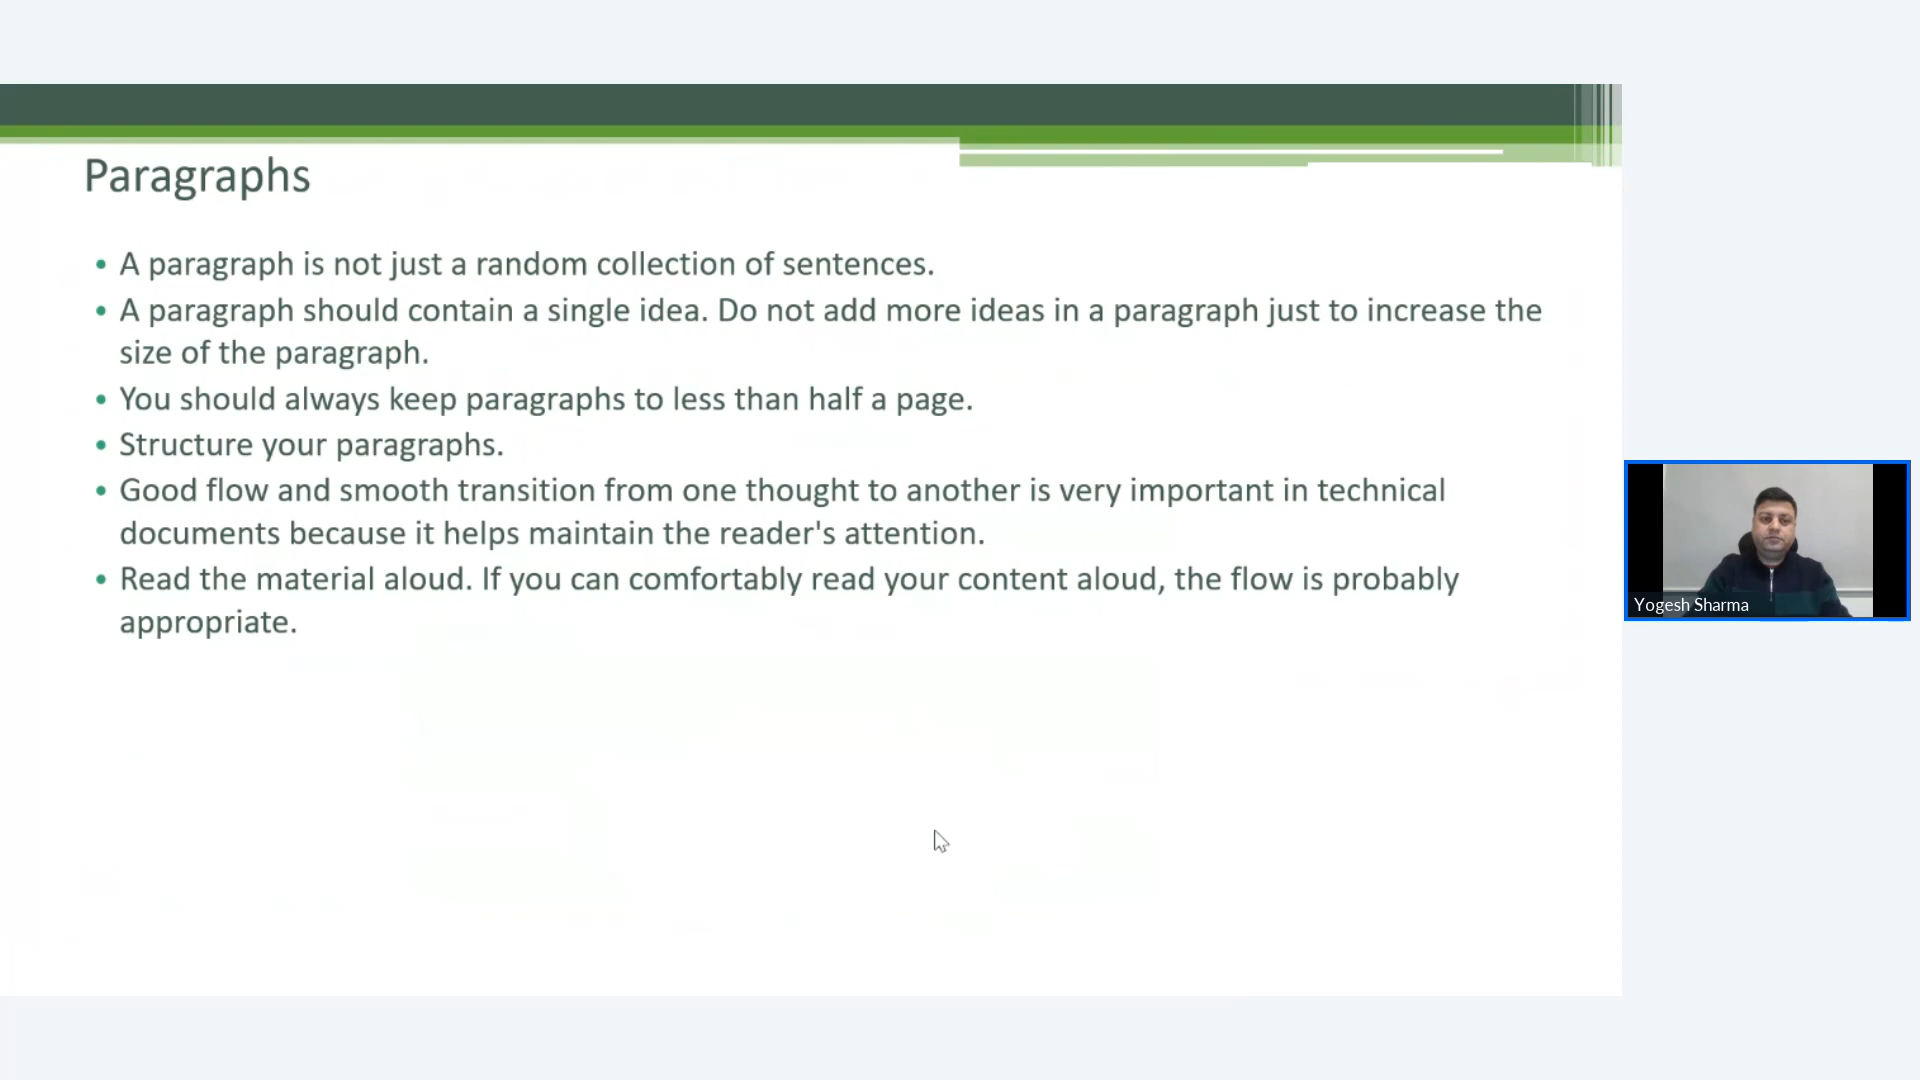 Paragraphs
• A paragraph is not just a random collection of sentences.
• A paragraph should contain a single idea. Do not add more ideas in a paragraph just to increase the
size of the paragraph.
• You should always keep paragraphs to less than half a page.
• Structure your paragraphs.
• Good flow and smooth transition from one thought to another is very important in technical
documents because it helps maintain the reader's attention.
• Read the material aloud. If you can comfortably read your content aloud, the flow is probably
appropriate.
Yogesh Sharma